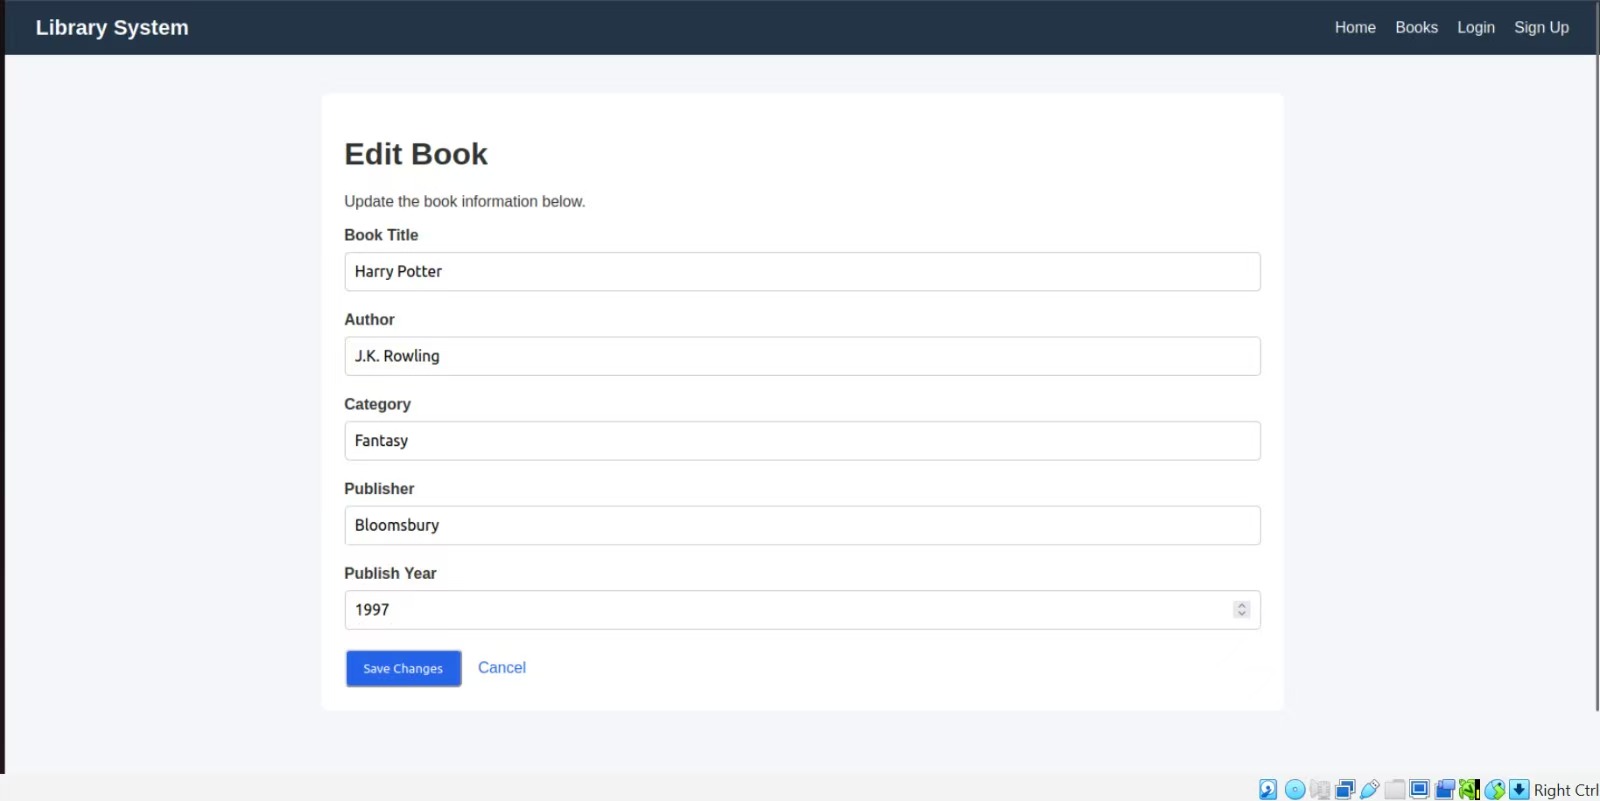 Library System
Home Books Login Sign Up
Edit Book
Update the book information below.
Book Title
Harry Potter
Author
J.K. Rowling
Category
Fantasy
Publisher
Bloomsbury
Publish Year
1997
Save Changes Cancel
Right Ctrl